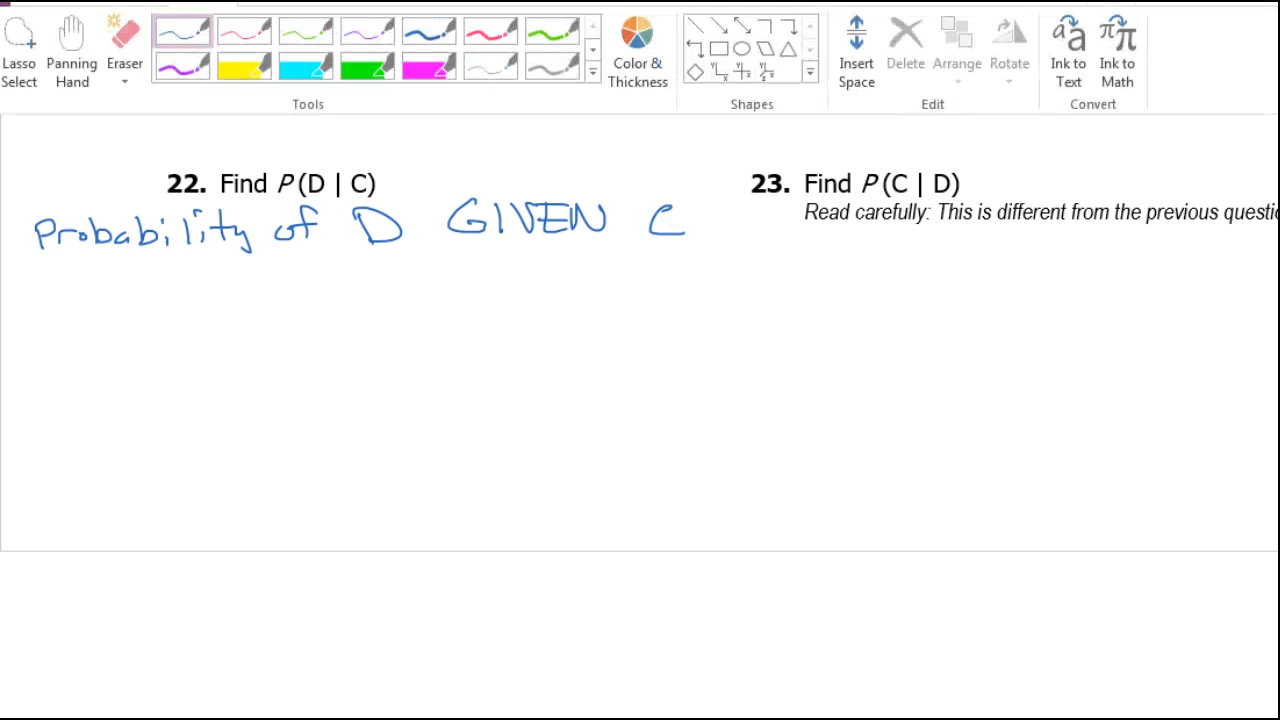 Lasso Select
Panning Hand
Eraser
Color & Thickness
Insert Space
Delete
Arrange
Rotate
Ink to Text
Ink to Math
Tools
Shapes
Edit
Convert
22. Find P(D | C)
Probability of D GIVEN C
23. Find P(C | D)
Read carefully: This is different from the previous questio